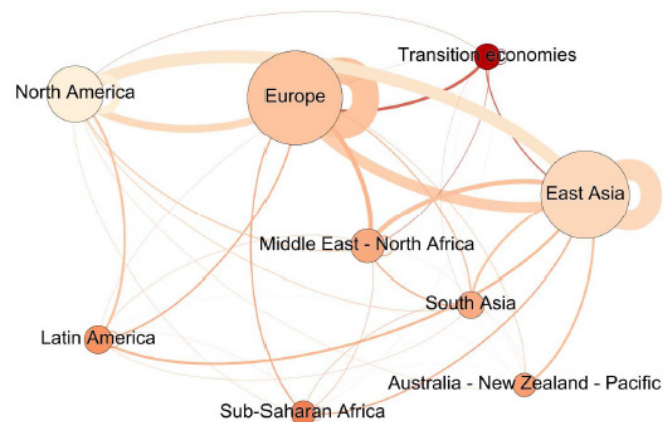 Transition economies
North America
Europe
East Asia
Middle East - North Africa
South Asia
Latin America
Australia - New Zealand - Pacific
Sub-Saharan Africa